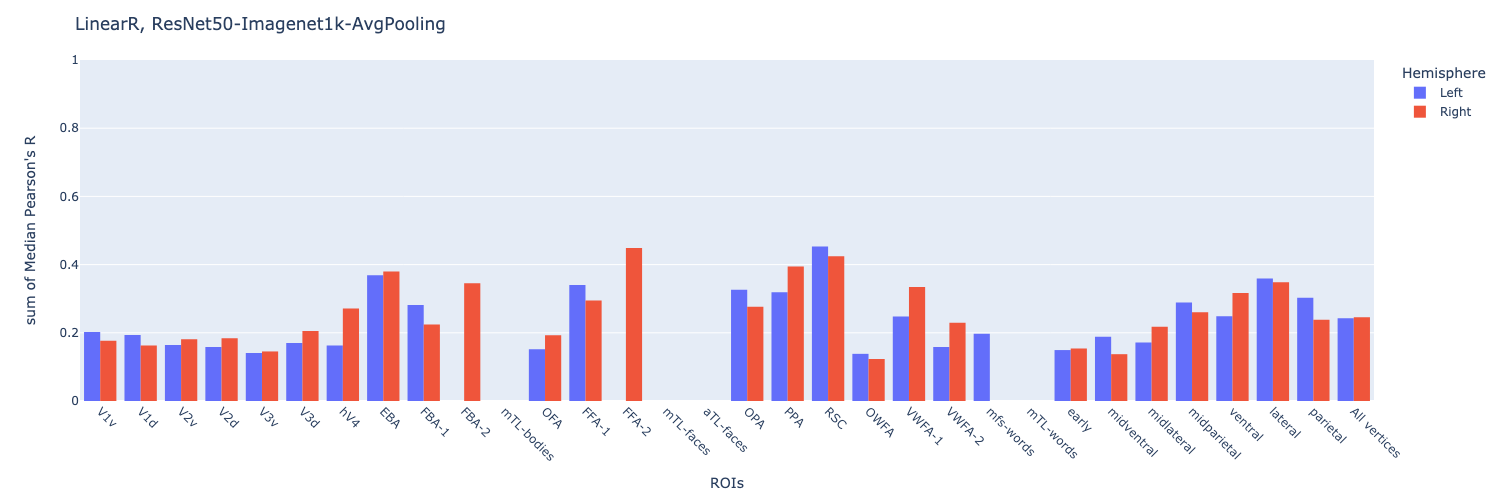 LinearR, ResNet50-Imagenet1k-AvgPooling
Hemisphere
Left
Right
sum of Median Pearson's R
1
0.8
0.6
0.4
0.2
0
V1v
V1d
V2v
V2d
V3v
V3d
hV4
EBA
FBA-1
FBA-2
mTL-bodies
OFA
FFA-1
FFA-2
mTL-faces
aTL-faces
OPA
PPA
RSC
OWFA
VWFA-1
VWFA-2
mfs-words
mTL-words
early
midventral
midlateral
midparietal
ventral
lateral
parietal
All vertices
ROIs